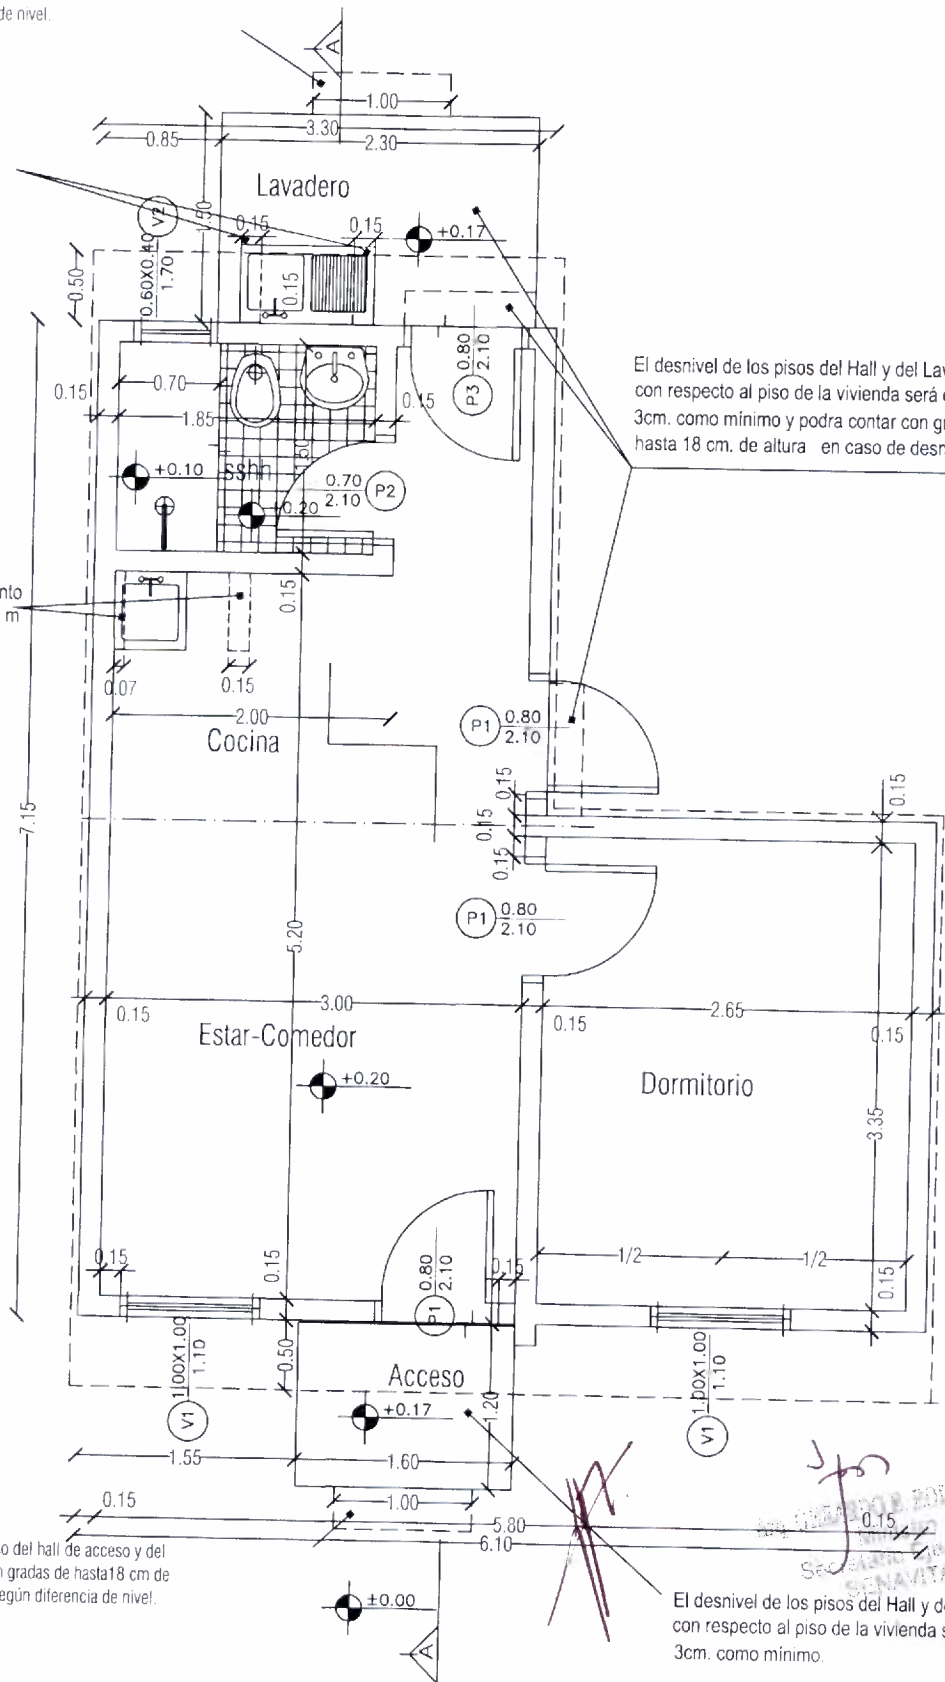 de nivel.
A
1.00
3.30
0.85
2.30
Lavadero
V2
1.50
0.15
0.15
+0.17
0.50
0.60X0.40
1.70
0.15
0.80
2.10
P3
El desnivel de los pisos del Hall y del Lav
con respecto al piso de la vivienda será
3cm. como mínimo y podra contar con
hasta 18 cm. de altura en caso de desn
0.15
0.70
1.85
0.15
+0.10
sshh
1.50
0.70
2.10
P2
+0.20
nto
m
0.15
0.07
0.15
2.00
Cocina
P1
0.80
2.10
7.15
0.15
0.15
0.15
0.15
P1
0.80
2.10
5.20
3.00
2.65
0.15
0.15
0.15
Estar-Comedor
+0.20
Dormitorio
3.35
1/2
1/2
0.15
0.15
0.80
2.10
P1
0.15
0.15
0.50
1.00X1.00
1.10
V1
Acceso
+0.17
1.20
1.00X1.00
1.10
V1
1.55
1.60
1.00
0.15
5.80
0.15
6.10
o del hall de acceso y del
gradas de hasta18 cm de
egún diferencia de nivel.
±0.00
A
El desnivel de los pisos del Hall y d
con respecto al piso de la vivienda s
3cm. como mínimo.